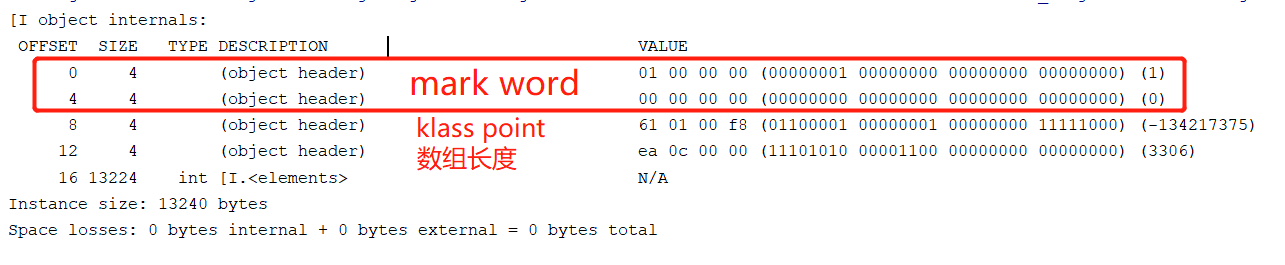 [I object internals:
OFFSET SIZE TYPE DESCRIPTION VALUE
0 4 (object header) mark word 01 00 00 00 (00000001 00000000 00000000 00000000) (1)
4 4 (object header) 00 00 00 00 (00000000 00000000 00000000 00000000) (0)
8 4 (object header) klass point 61 01 00 f8 (01100001 00000001 00000000 11111000) (-134217375)
12 4 (object header) 数组长度 ea 0c 00 00 (11101010 00001100 00000000 00000000) (3306)
16 13224 int [I.<elements> N/A
Instance size: 13240 bytes
Space losses: 0 bytes internal + 0 bytes external = 0 bytes total